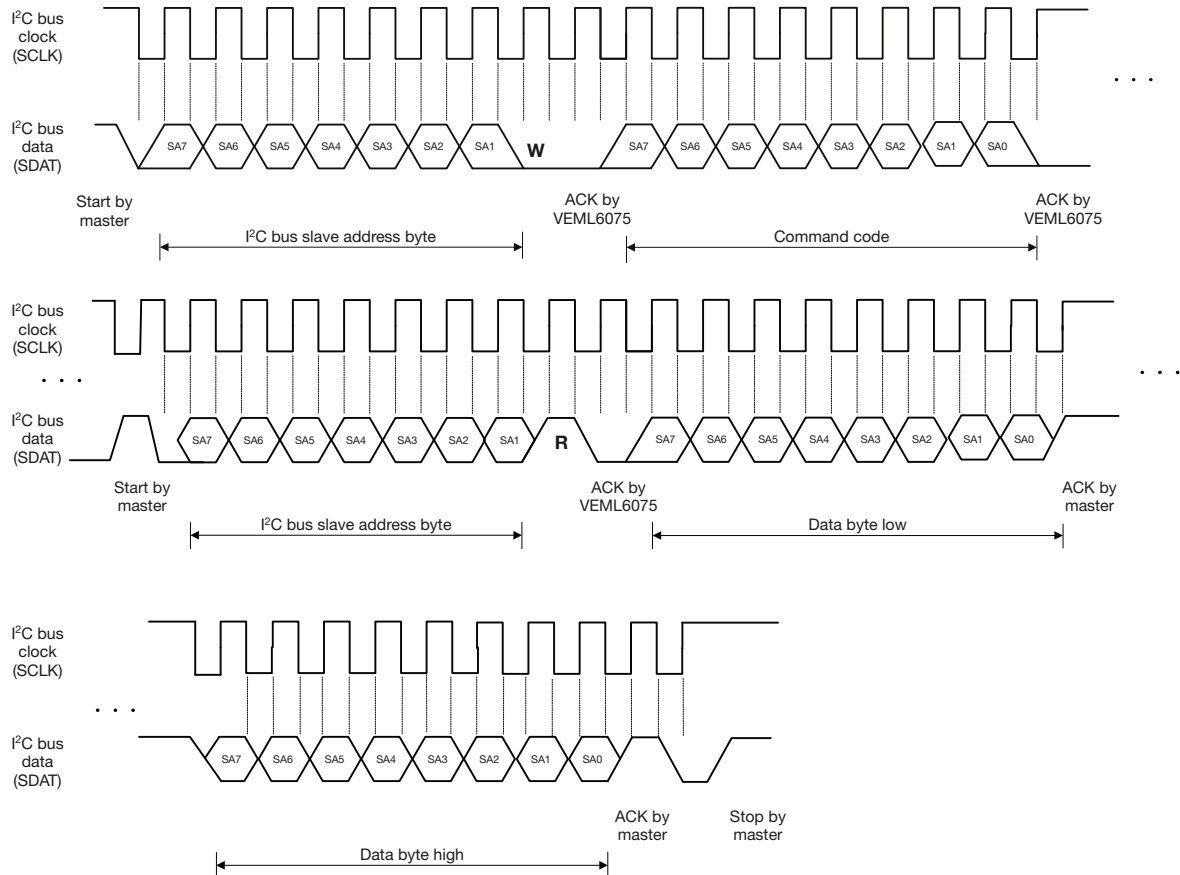 I²C bus
clock
(SCLK)
. . .
I²C bus
data
(SDAT)
SA7 SA6 SA5 SA4 SA3 SA2 SA1 W SA7 SA6 SA5 SA4 SA3 SA2 SA1 SA0
Start by
master
ACK by
VEML6075
ACK by
VEML6075
I²C bus slave address byte
Command code
I²C bus
clock
(SCLK)
. . .
. . .
I²C bus
data
(SDAT)
SA7 SA6 SA5 SA4 SA3 SA2 SA1 R SA7 SA6 SA5 SA4 SA3 SA2 SA1 SA0
Start by
master
ACK by
VEML6075
ACK by
master
I²C bus slave address byte
Data byte low
I²C bus
clock
(SCLK)
. . .
I²C bus
data
(SDAT)
SA7 SA6 SA5 SA4 SA3 SA2 SA1 SA0
ACK by
master
Stop by
master
Data byte high